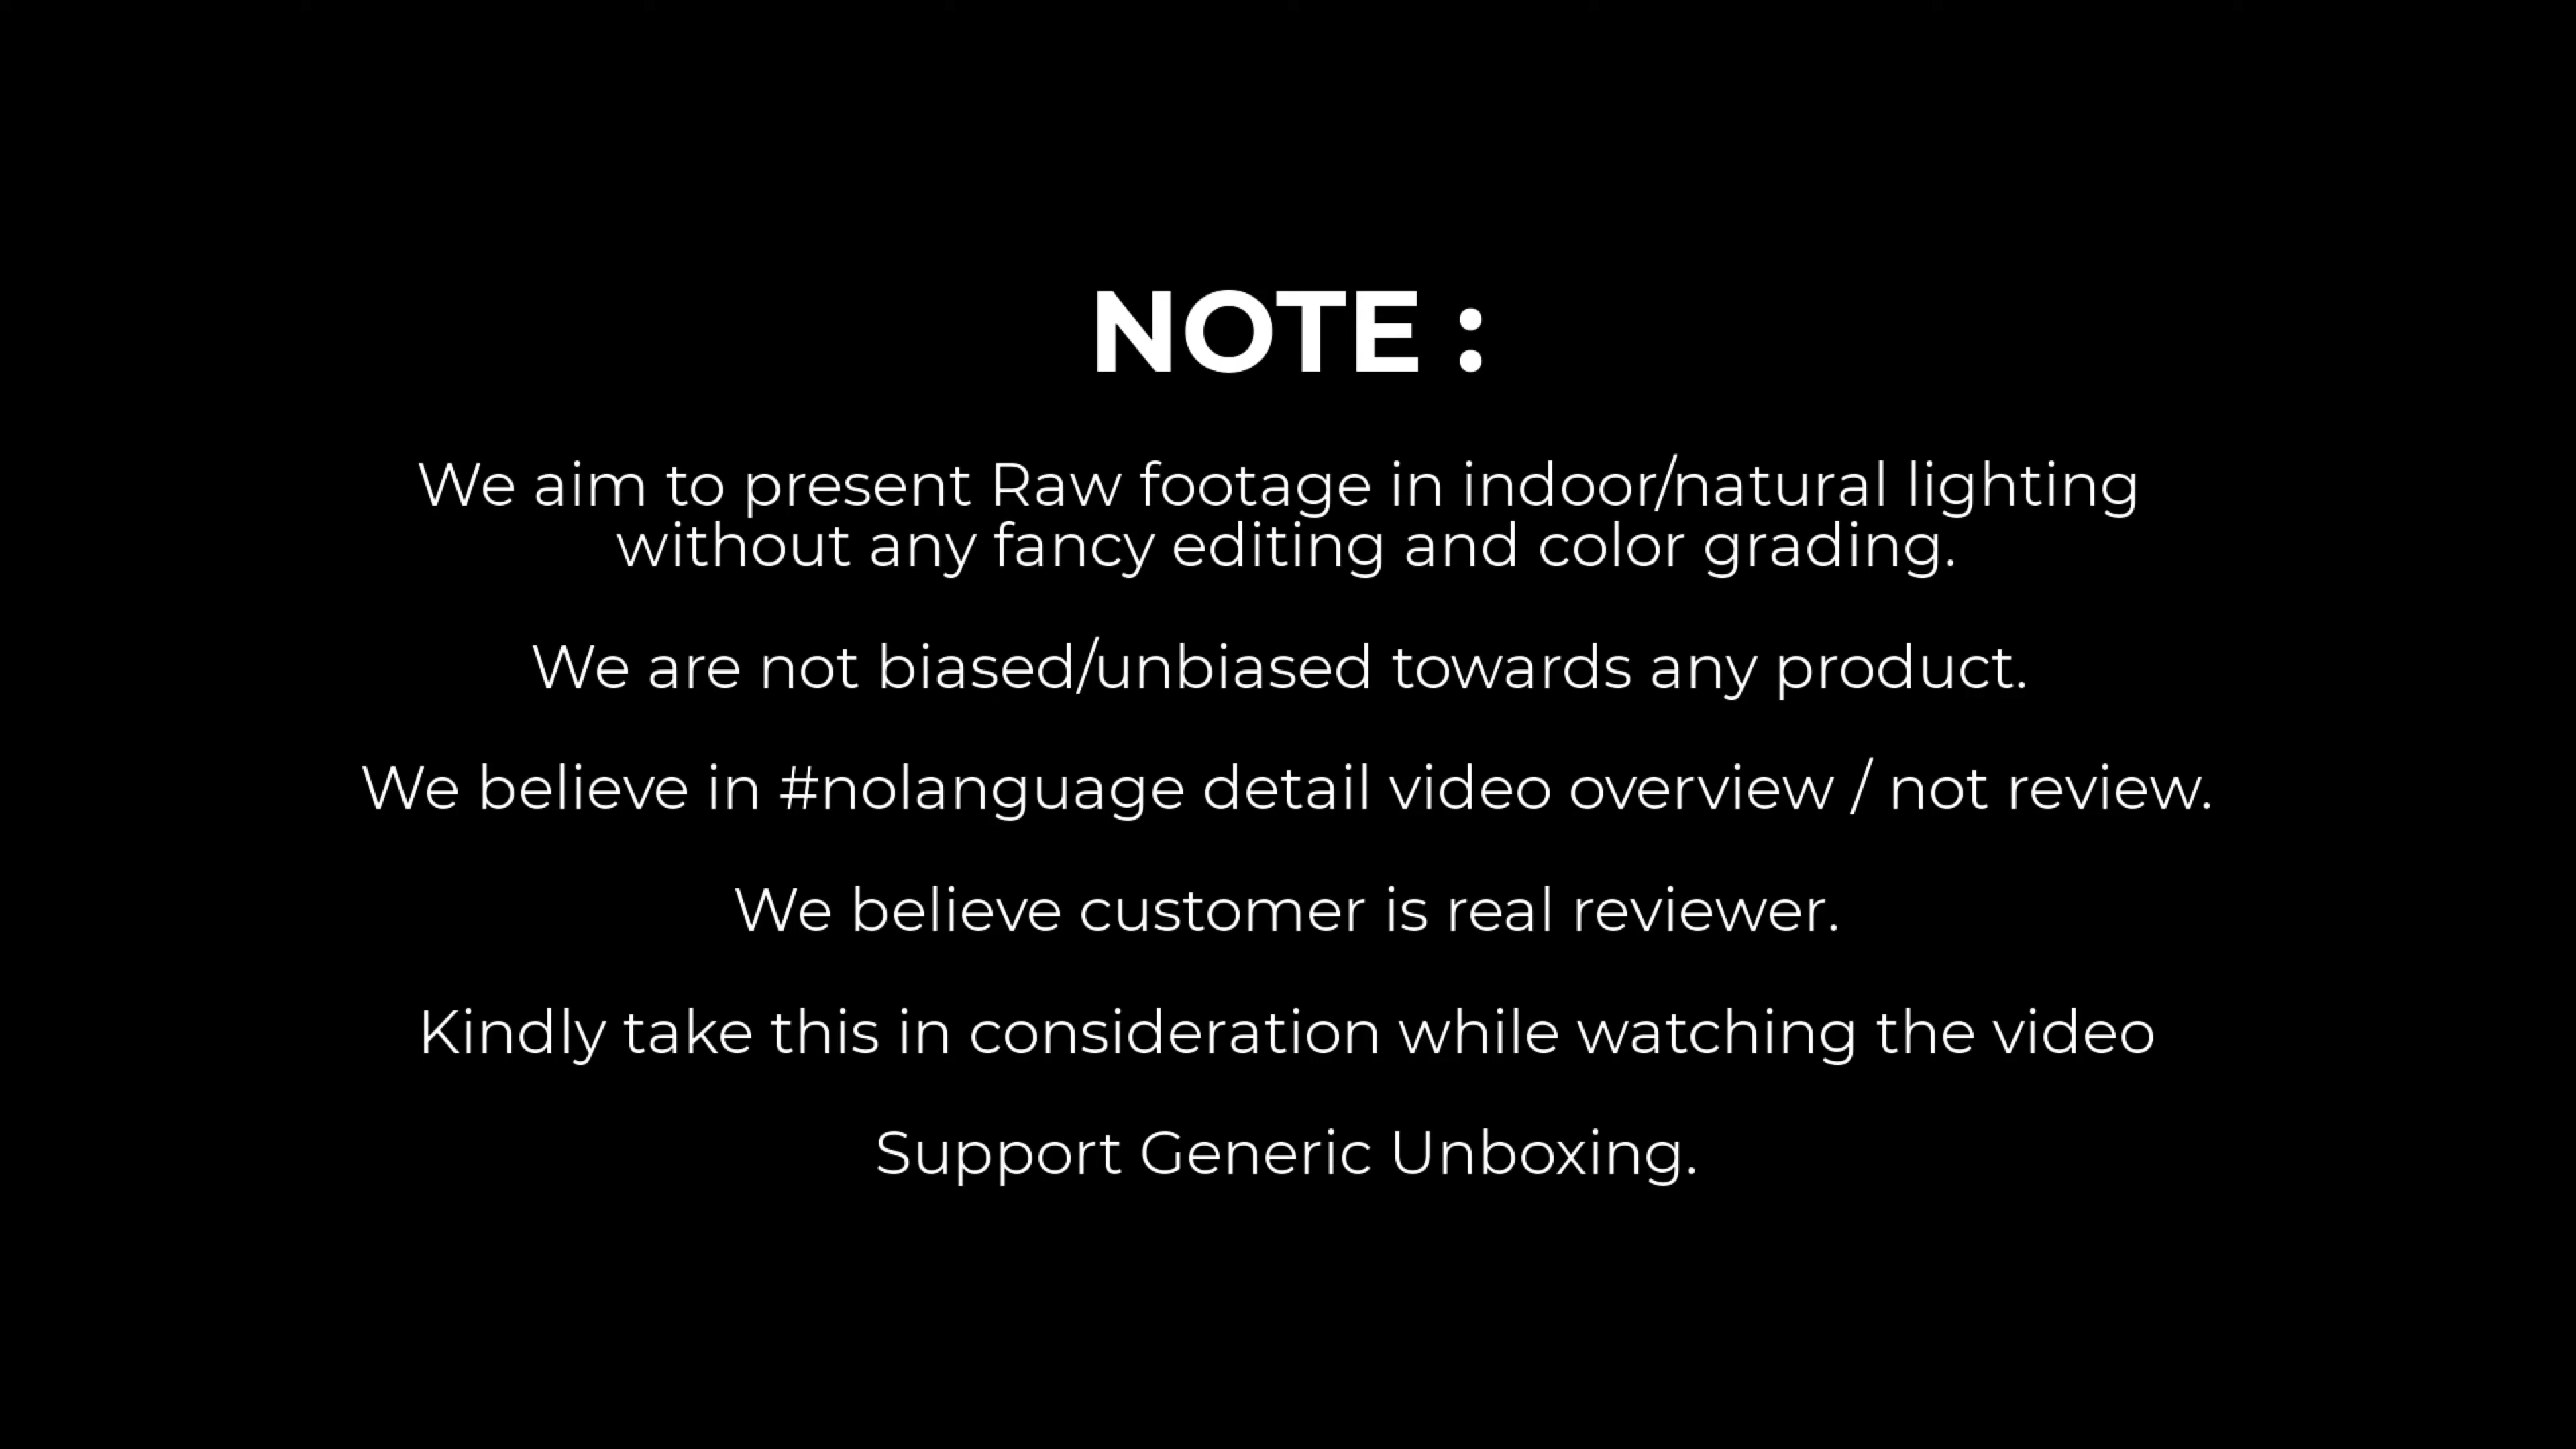 NOTE :
We aim to present Raw footage in indoor/natural lighting
without any fancy editing and color grading.
We are not biased/unbiased towards any product.
We believe in #nolanguage detail video overview / not review.
We believe customer is real reviewer.
Kindly take this in consideration while watching the video
Support Generic Unboxing.